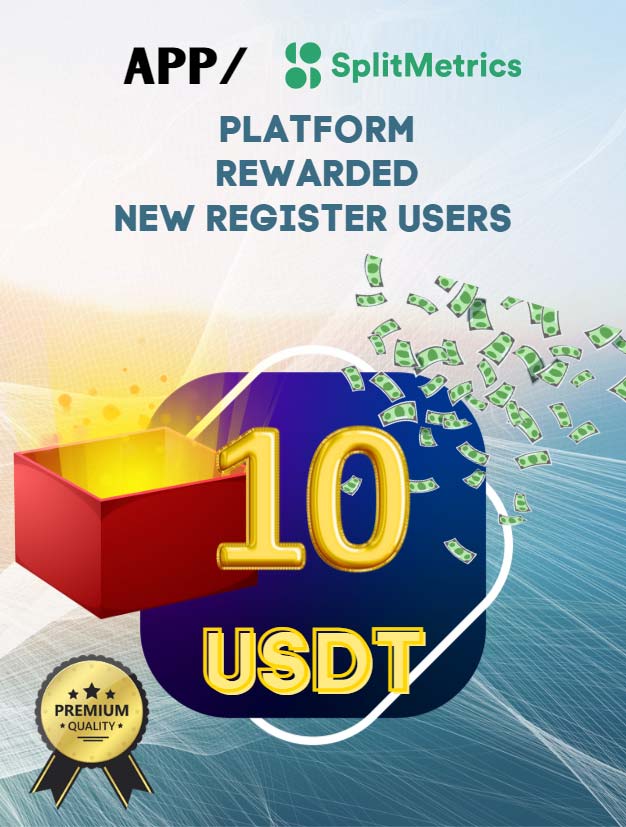 APP/ SplitMetrics
PLATFORM
REWARDED
NEW REGISTER USERS
10
USDT
PREMIUM
QUALITY